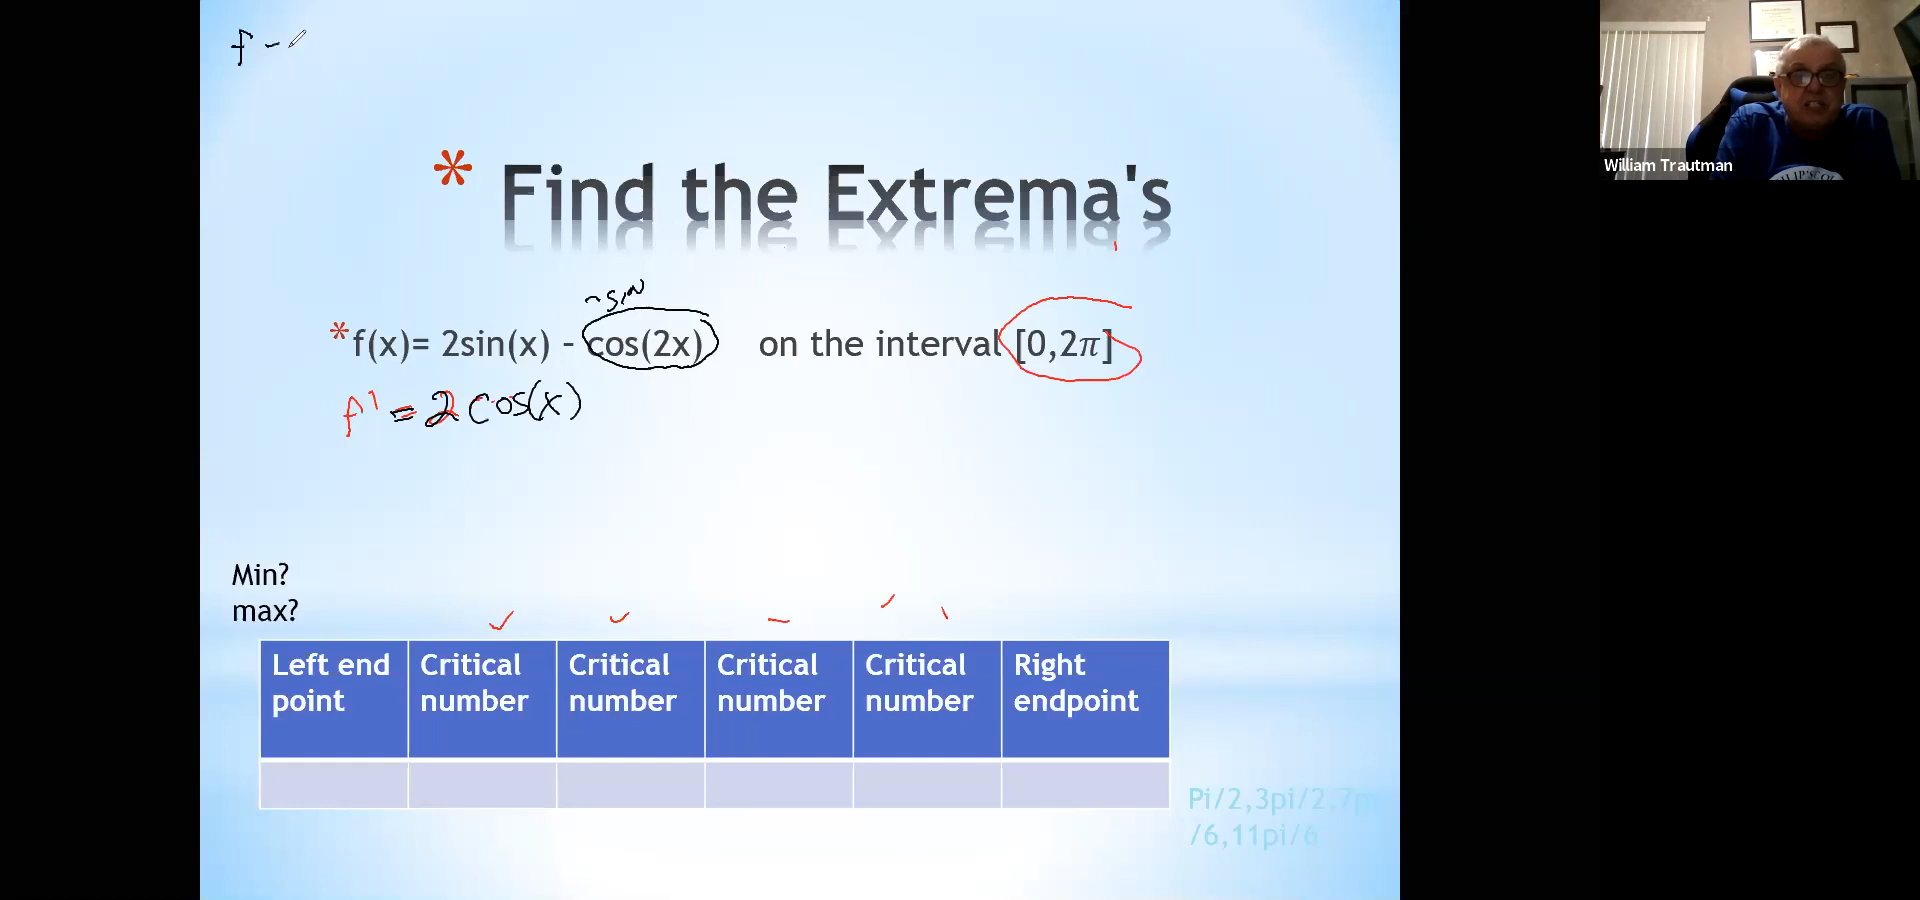 f -
* Find the Extrema's
-sin
*f(x)= 2sin(x) – cos(2x) on the interval [0,2π]
f' = 2 cos(x)
Min?
max?
Left end point
Critical number
Critical number
Critical number
Critical number
Right endpoint
Pi/2,3pi/2,7pi
/6,11pi/6
William Trautman